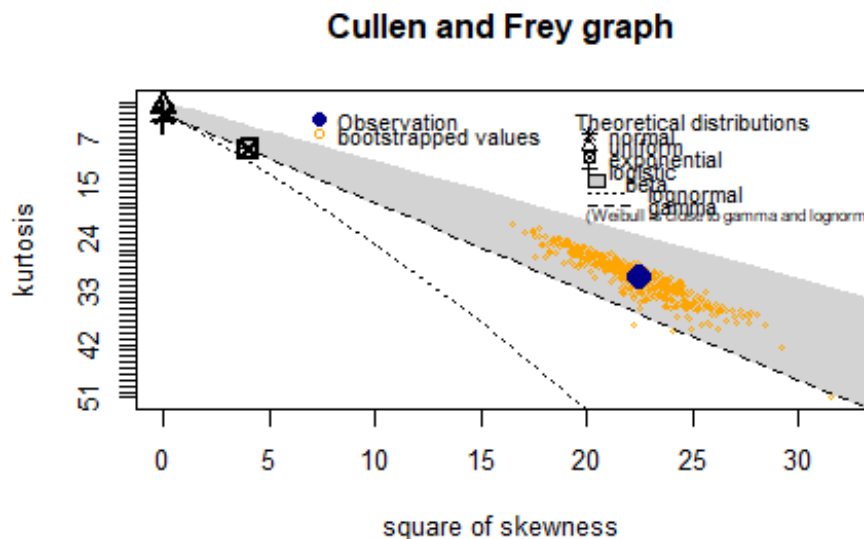 Cullen and Frey graph
Observation
bootstrapped values
Theoretical distributions
normal
uniform
exponential
logistic
beta
lognormal
gamma
(Weibull is close to gamma and lognorm
kurtosis
7
15
24
33
42
51
0 5 10 15 20 25 30
square of skewness